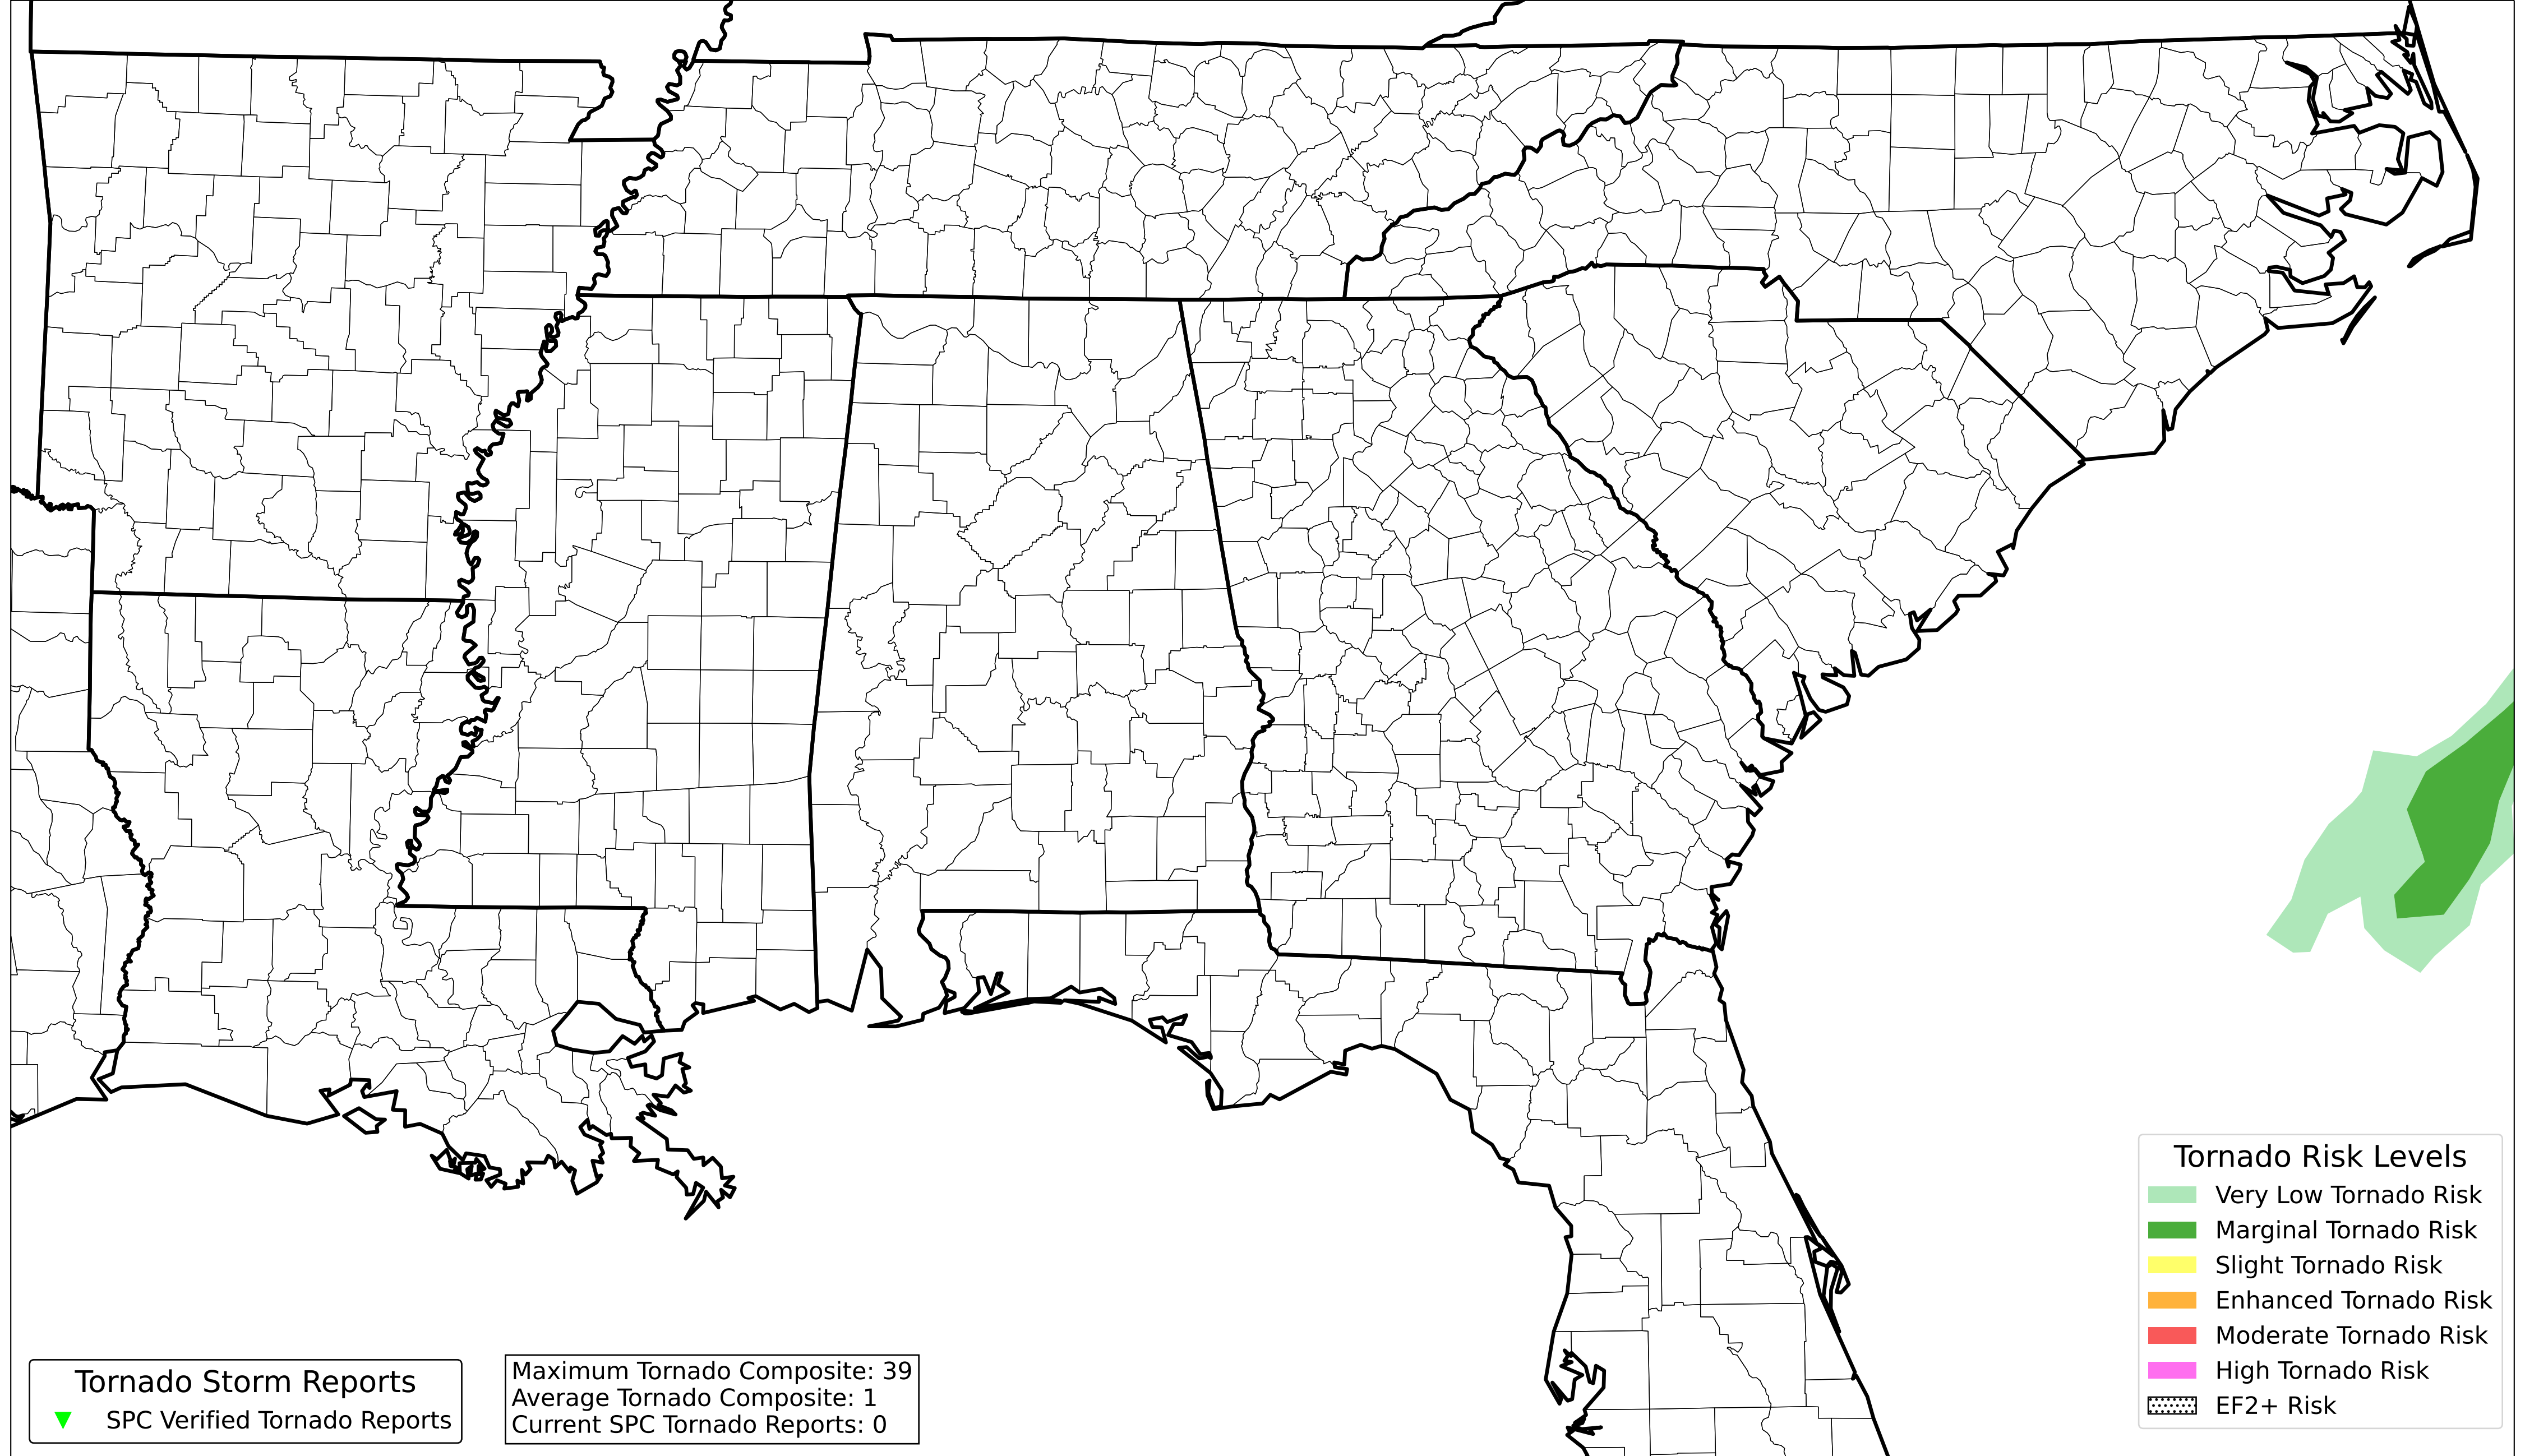 Tornado Risk Levels
Very Low Tornado Risk
Marginal Tornado Risk
Slight Tornado Risk
Enhanced Tornado Risk
Moderate Tornado Risk
High Tornado Risk
EF2+ Risk
Tornado Storm Reports
SPC Verified Tornado Reports
Maximum Tornado Composite: 39
Average Tornado Composite: 1
Current SPC Tornado Reports: 0